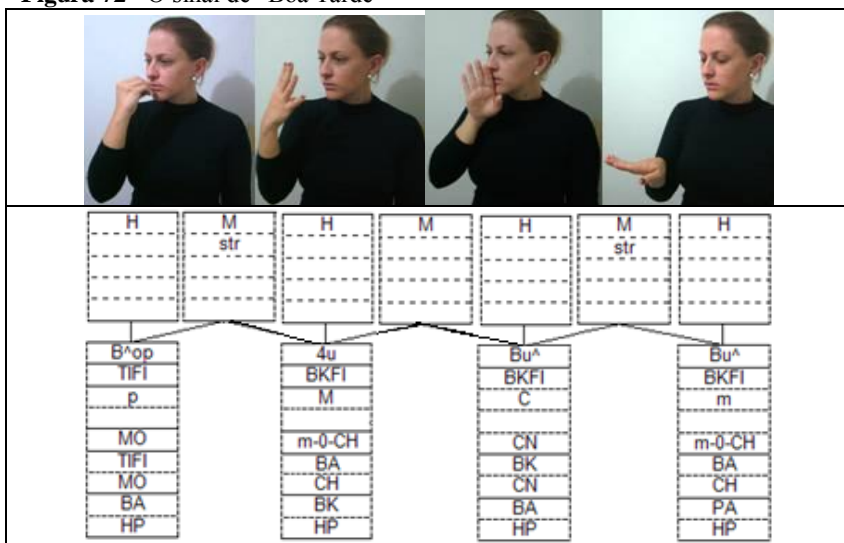 Figura 72 - O sinal de "Boa Tarde"
H M H M H M H
str str
B^op 4u Bu^ Bu^
TIFI BKFI BKFI BKFI
p M C m
MO m-0-CH CN m-0-CH
TIFI BA BK BA
MO CH CN CH
BA BK BA PA
HP HP HP HP